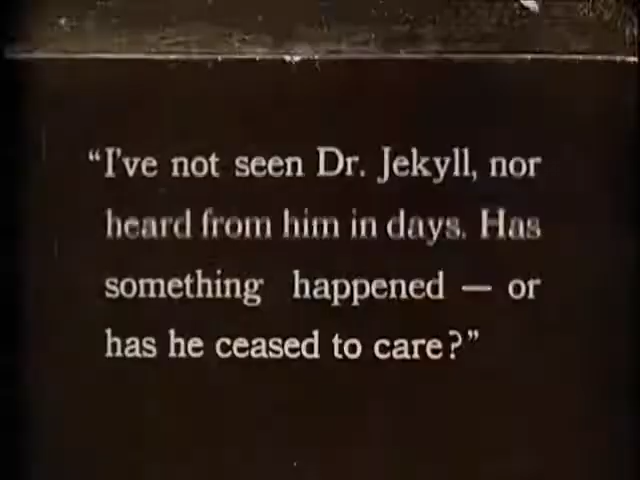 “I've not seen Dr. Jekyll, nor
heard from him in days. Has
something happened — or
has he ceased to care?”